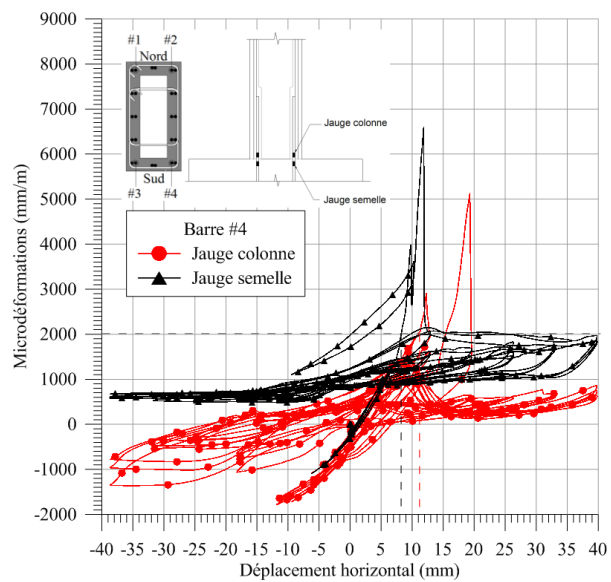 9000
8000
7000
6000
5000
4000
3000
2000
1000
0
-1000
-2000
Microdéformations (mm/m)
#1 #2
Nord
Sud
#3 #4
Jauge colonne
Jauge semelle
Barre #4
Jauge colonne
Jauge semelle
-40 -35 -30 -25 -20 -15 -10 -5 0 5 10 15 20 25 30 35 40
Déplacement horizontal (mm)